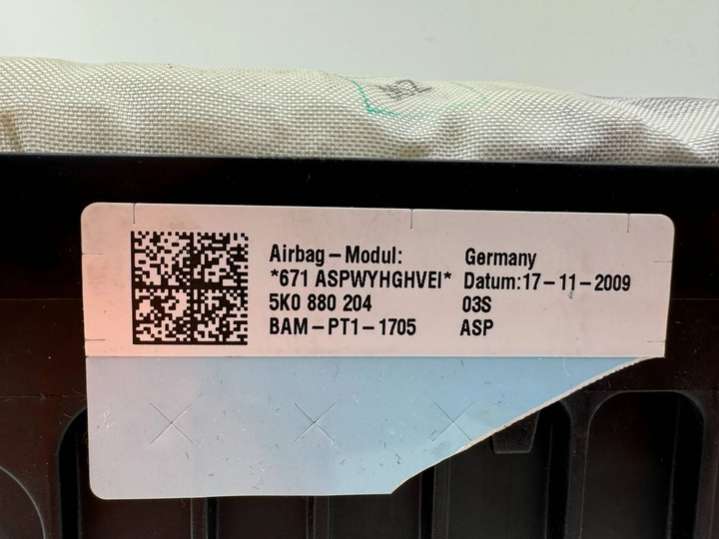 Airbag-Modul:
Germany
*671 ASPWYHGHVEI*
Datum:17-11-2009
5K0 880 204
03S
BAM-PT1-1705
ASP